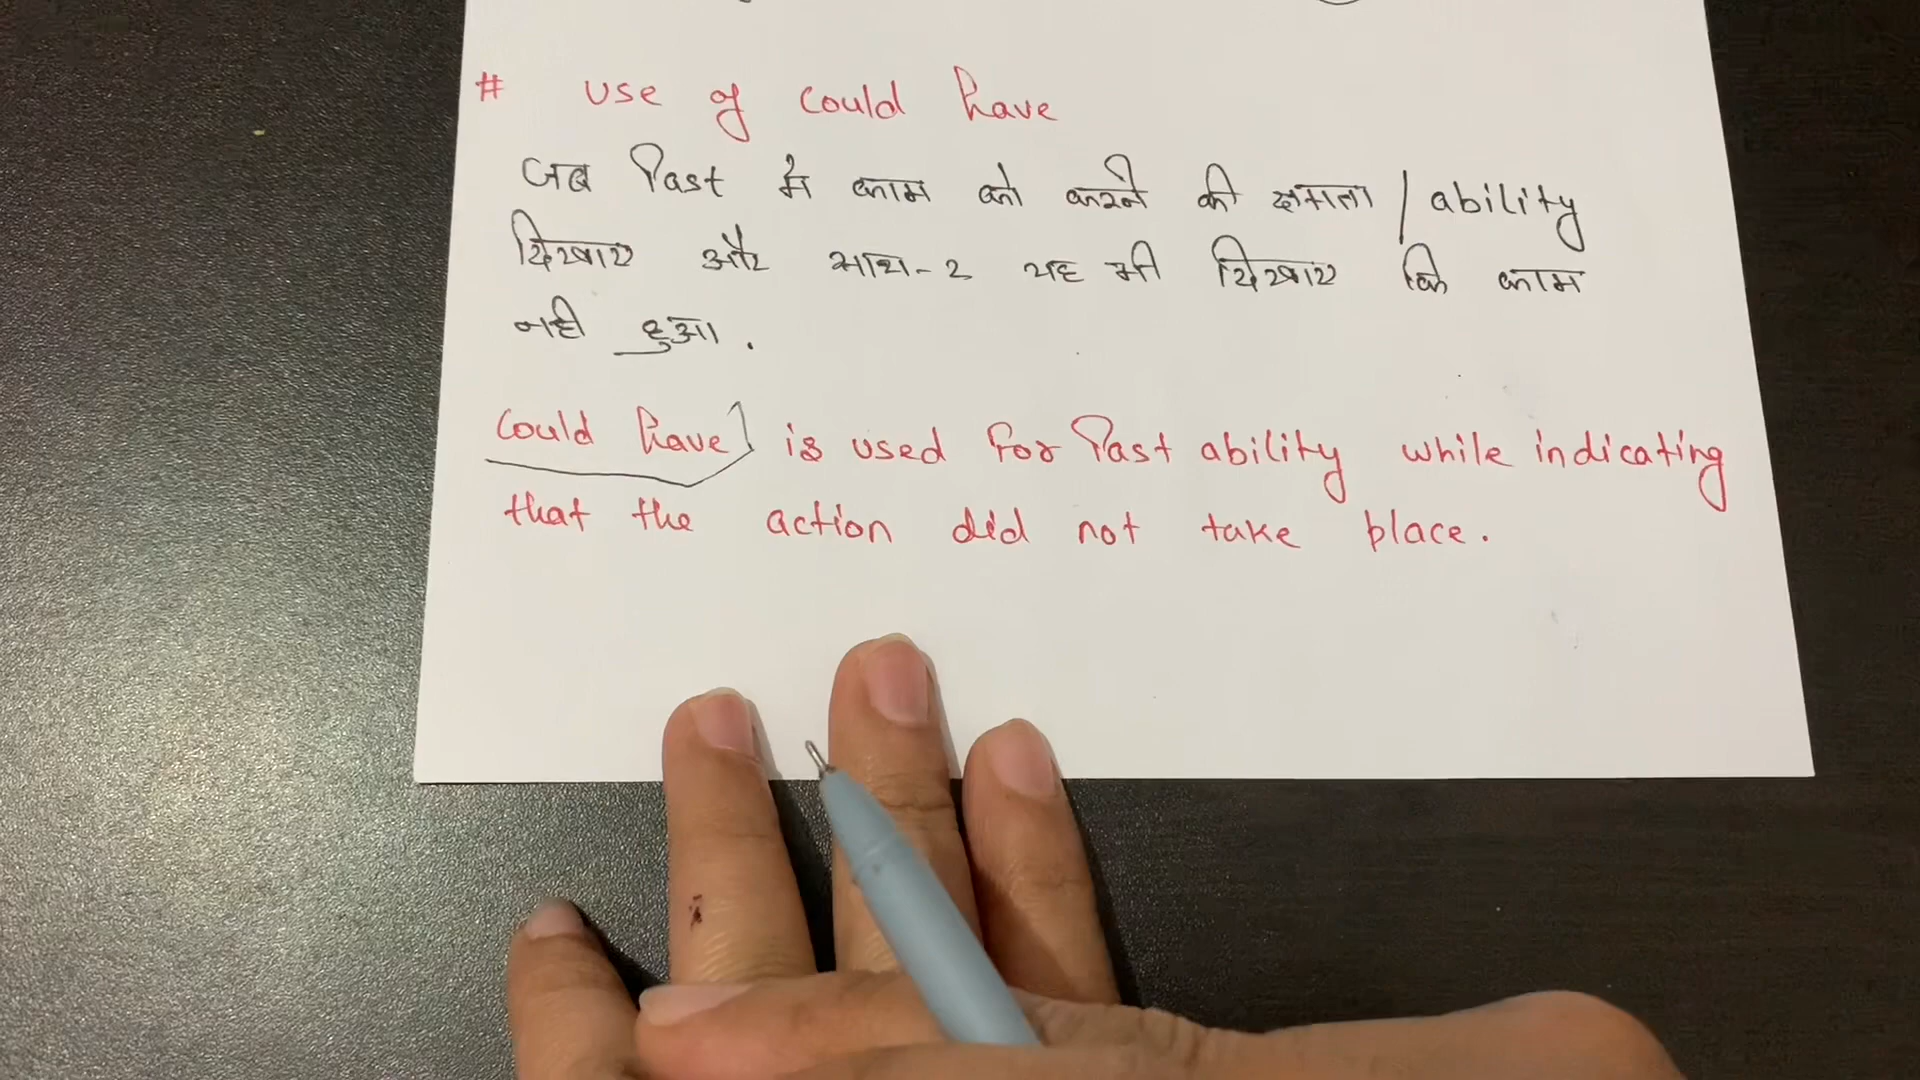 # use of could have
जब Past मे काम को करने की क्षमता / ability
दिखाए और साथ-2 यह भी दिखाए कि काम
नही हुआ.
could have is used for Past ability while indicating
that the action did not take place.